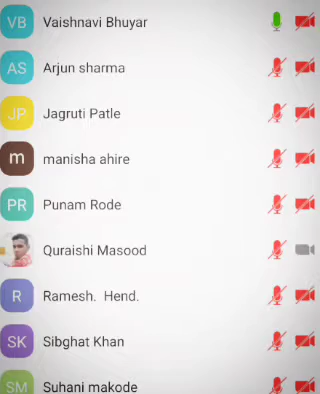 VB Vaishnavi Bhuyar
AS Arjun sharma
JP Jagruti Patle
m manisha ahire
PR Punam Rode
Quraishi Masood
R Ramesh. Hend.
SK Sibghat Khan
SM Suhani makode